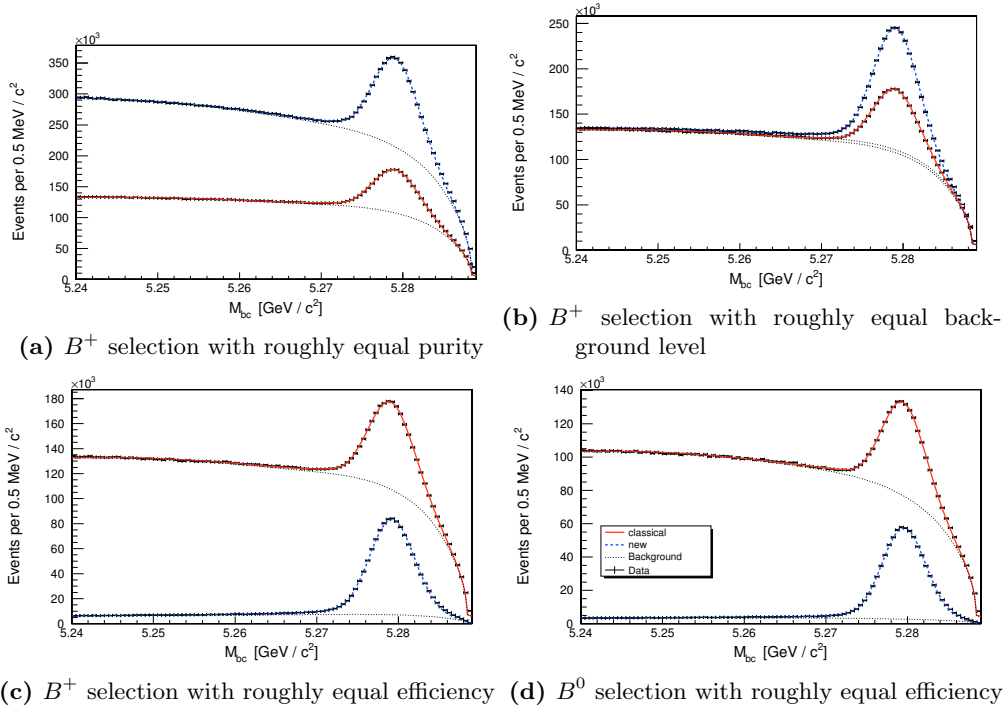 ×10³
350
300
250
200
150
100
50
0
Events per 0.5 MeV / c²
5.24 5.25 5.26 5.27 5.28
M_bc [GeV / c²]
(a) B⁺ selection with roughly equal purity
×10³
250
200
150
100
50
0
Events per 0.5 MeV / c²
5.24 5.25 5.26 5.27 5.28
M_bc [GeV / c²]
(b) B⁺ selection with roughly equal back-
ground level
×10³
180
160
140
120
100
80
60
40
20
0
Events per 0.5 MeV / c²
5.24 5.25 5.26 5.27 5.28
M_bc [GeV / c²]
(c) B⁺ selection with roughly equal efficiency
×10³
140
120
100
80
60
40
20
0
Events per 0.5 MeV / c²
classical
new
Background
Data
5.24 5.25 5.26 5.27 5.28
M_bc [GeV / c²]
(d) B⁰ selection with roughly equal efficiency